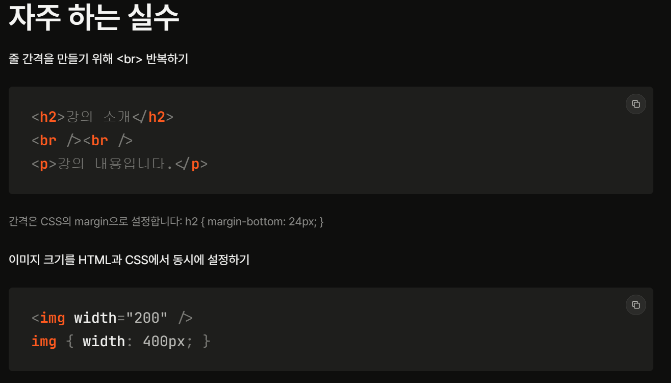 자주 하는 실수
줄 간격을 만들기 위해 <br> 반복하기
<h2>강의 소개</h2>
<br /><br />
<p>강의 내용입니다.</p>
간격은 CSS의 margin으로 설정합니다: h2 { margin-bottom: 24px; }
이미지 크기를 HTML과 CSS에서 동시에 설정하기
<img width="200" />
img { width: 400px; }